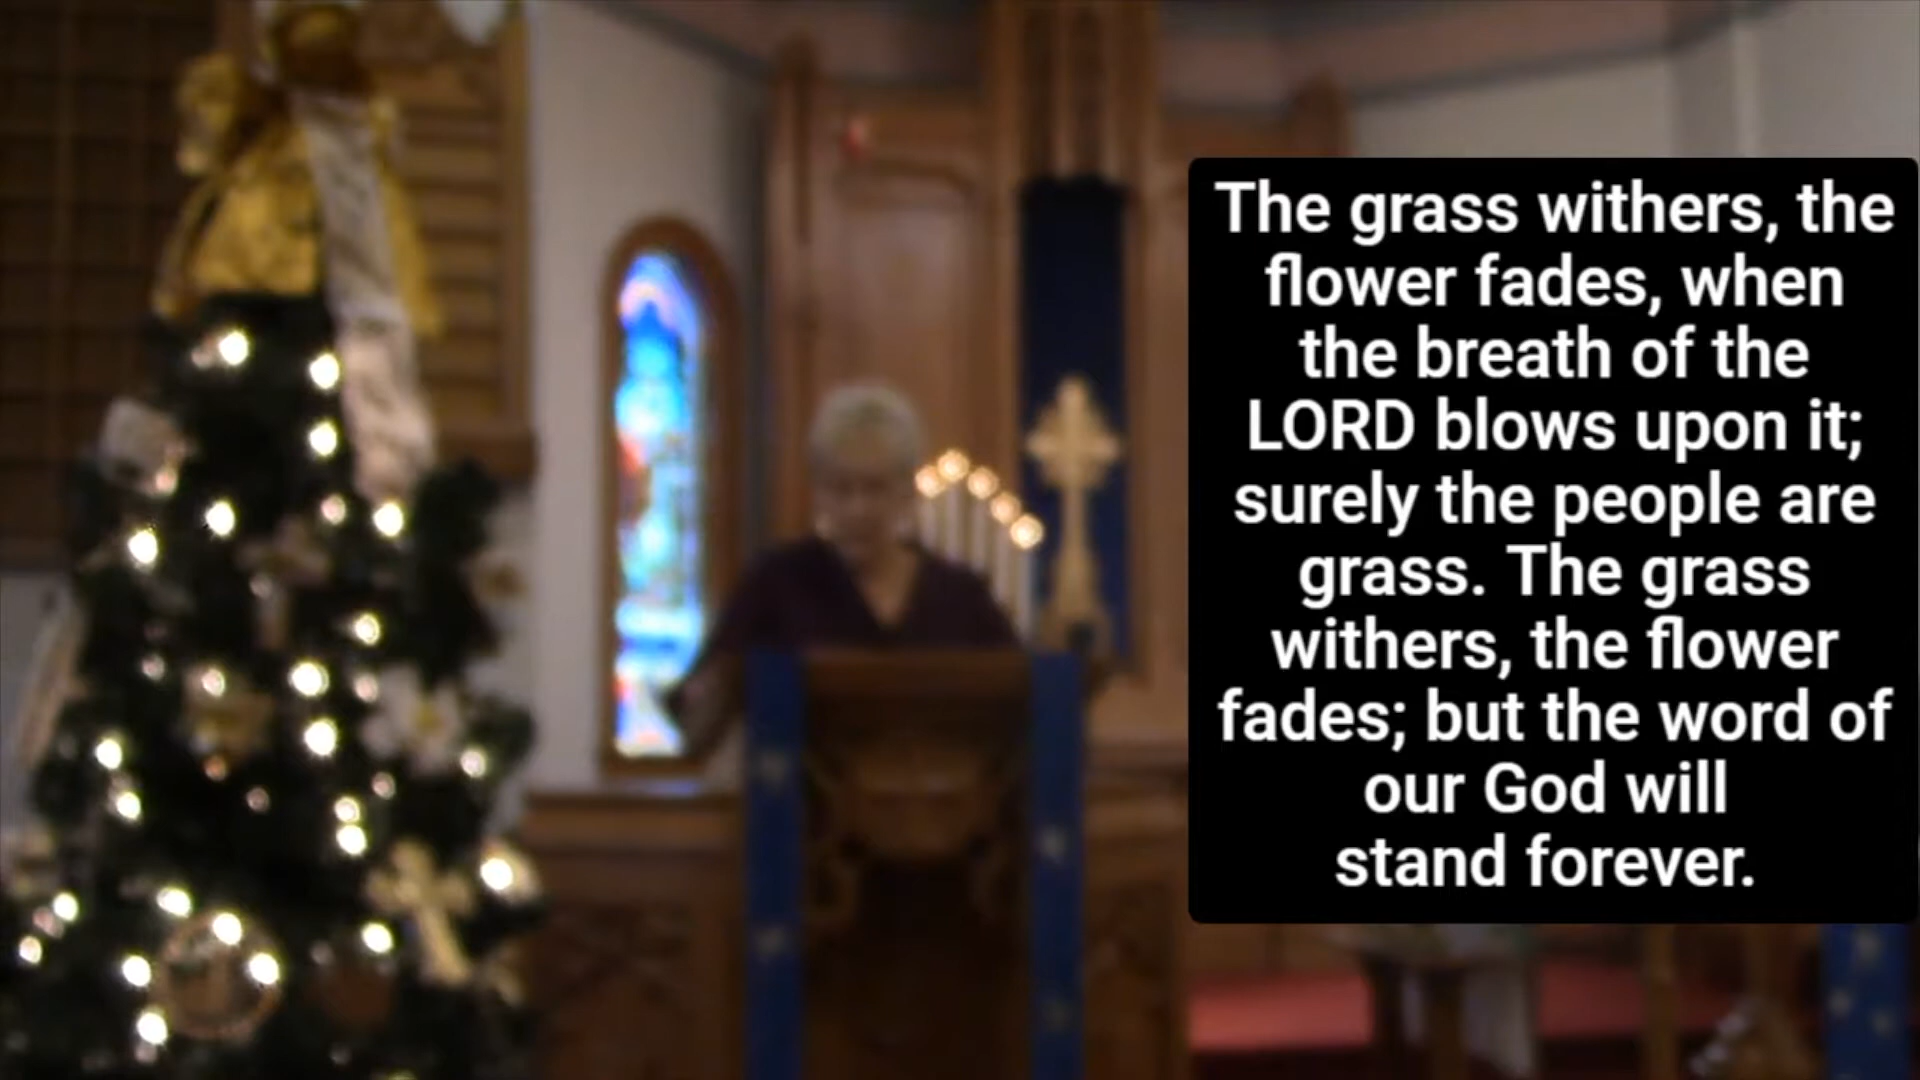 The grass withers, the
flower fades, when
the breath of the
LORD blows upon it;
surely the people are
grass. The grass
withers, the flower
fades; but the word of
our God will
stand forever.